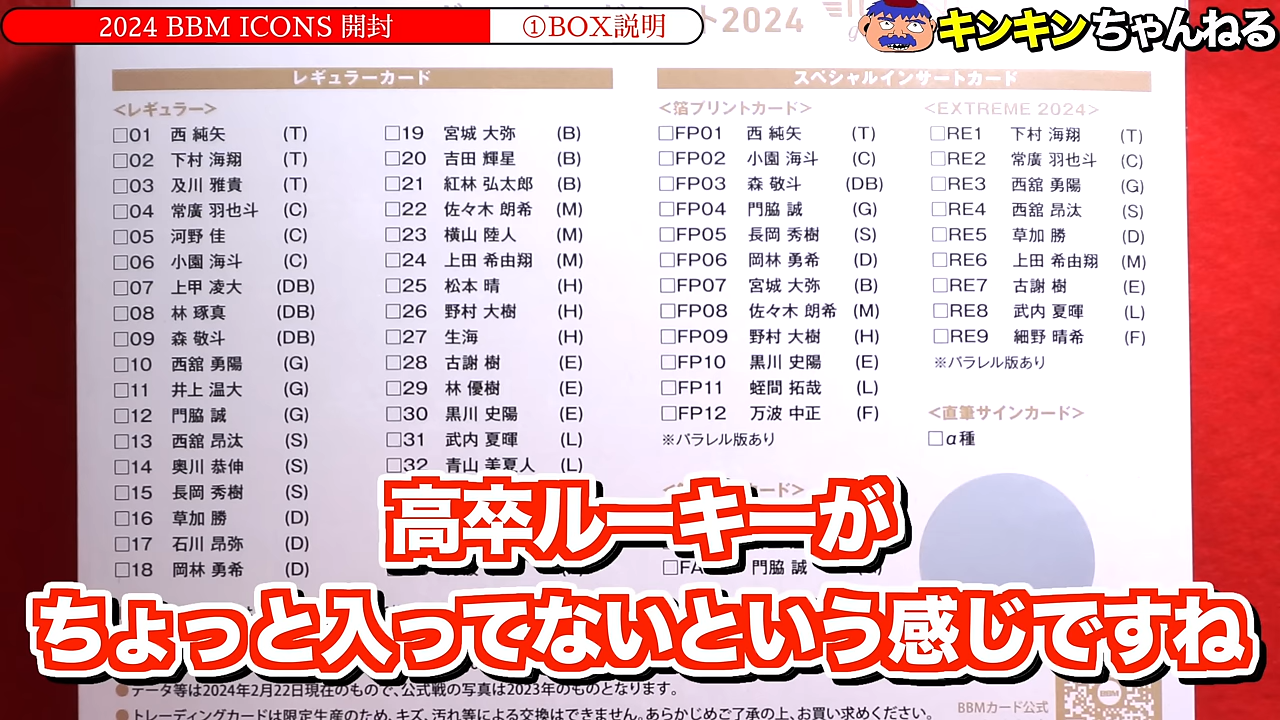 2024 BBM ICONS 開封
①BOX説明
2024
キンキンちゃんねる
レギュラーカード
<レギュラー>
□01 西 純矢 (T)
□02 下村 海翔 (T)
□03 及川 雅貴 (T)
□04 常廣 羽也斗 (C)
□05 河野 佳 (C)
□06 小園 海斗 (C)
□07 上甲 凌大 (DB)
□08 林 琢真 (DB)
□09 森 敬斗 (DB)
□10 西舘 勇陽 (G)
□11 井上 温大 (G)
□12 門脇 誠 (G)
□13 西舘 昂汰 (S)
□14 奥川 恭伸 (S)
□15 長岡 秀樹 (S)
□16 草加 勝 (D)
□17 石川 昂弥 (D)
□18 岡林 勇希 (D)
□19 宮城 大弥 (B)
□20 吉田 輝星 (B)
□21 紅林 弘太郎 (B)
□22 佐々木 朗希 (M)
□23 横山 陸人 (M)
□24 上田 希由翔 (M)
□25 松本 晴 (H)
□26 野村 大樹 (H)
□27 生海 (H)
□28 古謝 樹 (E)
□29 林 優樹 (E)
□30 黒川 史陽 (E)
□31 武内 夏暉 (L)
□32 青山 美夏人 (L)
スペシャルインサートカード
<箔プリントカード>
□FP01 西 純矢 (T)
□FP02 小園 海斗 (C)
□FP03 森 敬斗 (DB)
□FP04 門脇 誠 (G)
□FP05 長岡 秀樹 (S)
□FP06 岡林 勇希 (D)
□FP07 宮城 大弥 (B)
□FP08 佐々木 朗希 (M)
□FP09 野村 大樹 (H)
□FP10 黒川 史陽 (E)
□FP11 蛭間 拓哉 (L)
□FP12 万波 中正 (F)
※パラレル版あり
門脇 誠
<EXTREME 2024>
□RE1 下村 海翔 (T)
□RE2 常廣 羽也斗 (C)
□RE3 西舘 勇陽 (G)
□RE4 西舘 昂汰 (S)
□RE5 草加 勝 (D)
□RE6 上田 希由翔 (M)
□RE7 古謝 樹 (E)
□RE8 武内 夏暉 (L)
□RE9 細野 晴希 (F)
※パラレル版あり
<直筆サインカード>
□α種
高卒ルーキーが
ちょっと入ってないという感じですね
●データ等は2024年2月22日現在のもので、公式戦の写真は2023年のものとなります。
●トレーディングカードは限定生産のため、キズ、汚れ等による交換はできません。あらかじめご了承の上、お買い求めください。
BBMカード公式
BBM